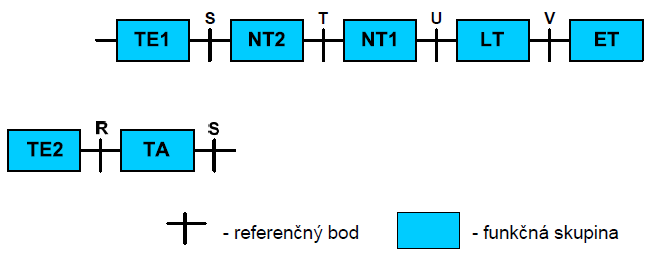 S T U V
TE1 NT2 NT1 LT ET
R S
TE2 TA
- referenčný bod - funkčná skupina